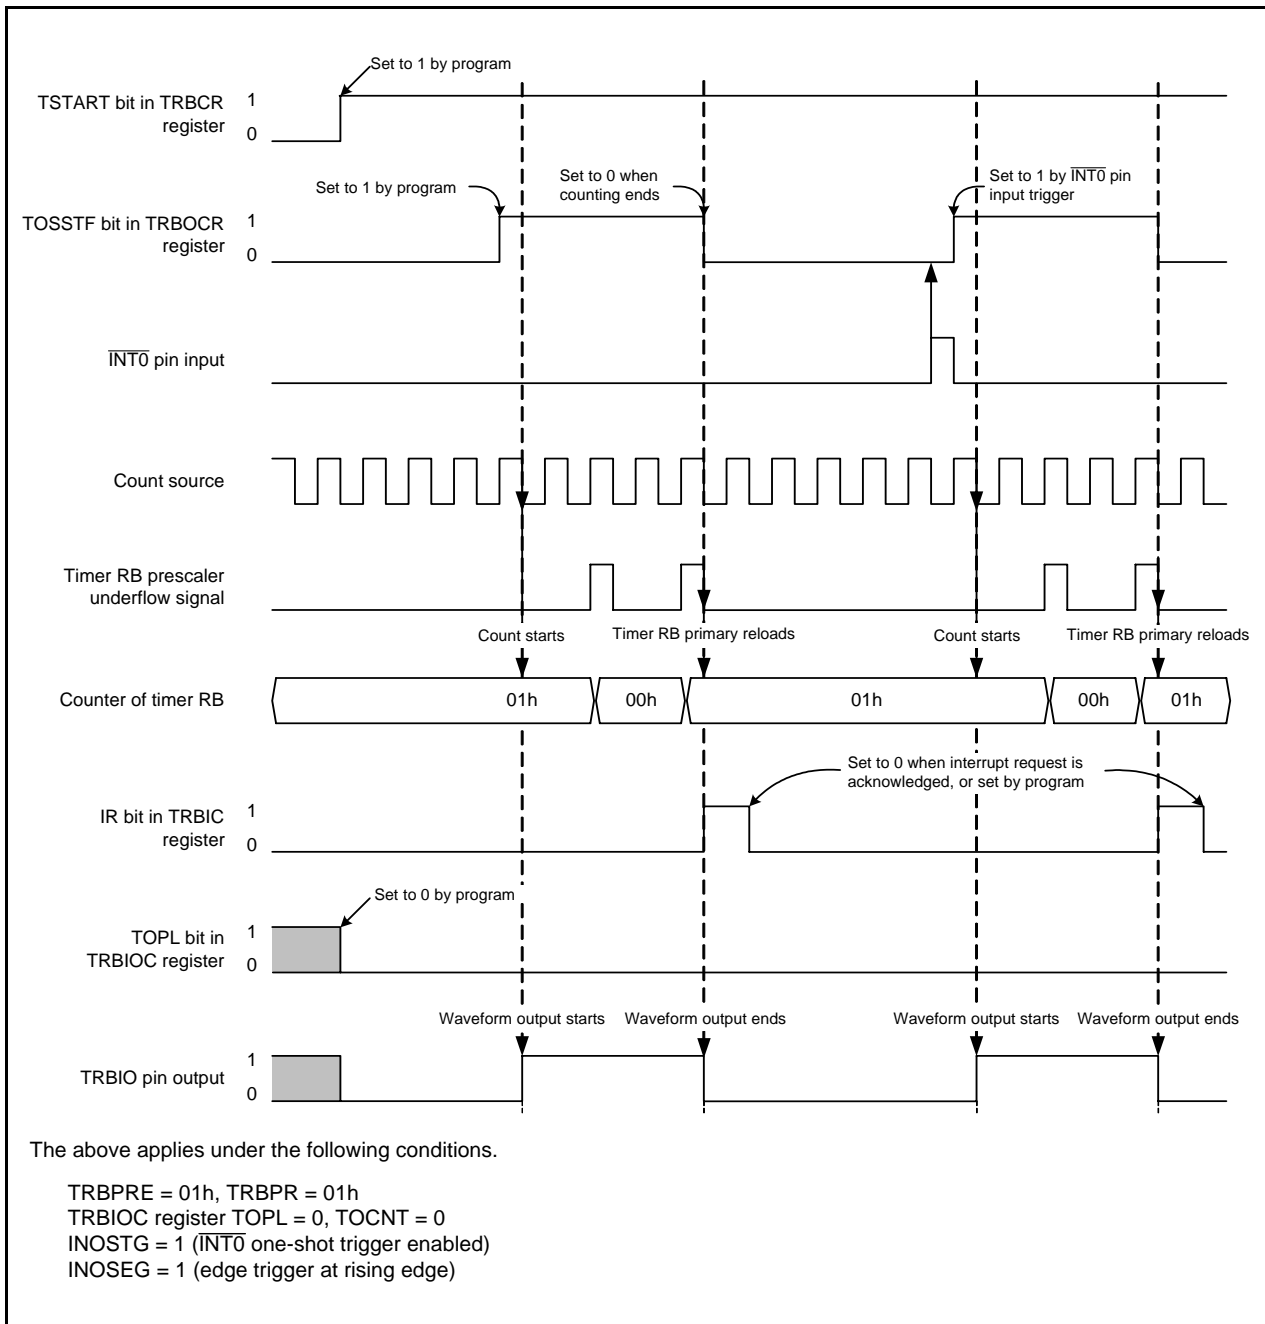 Set to 1 by program
TSTART bit in TRBCR
register
1
0
Set to 1 by program
Set to 0 when
counting ends
Set to 1 by INT0 pin
input trigger
TOSSTF bit in TRBOCR
register
1
0
INT0 pin input
Count source
Timer RB prescaler
underflow signal
Count starts
Timer RB primary reloads
Count starts
Timer RB primary reloads
Counter of timer RB
01h
00h
01h
00h
01h
Set to 0 when interrupt request is
acknowledged, or set by program
IR bit in TRBIC
register
1
0
Set to 0 by program
TOPL bit in
TRBIOC register
1
0
Waveform output starts
Waveform output ends
Waveform output starts
Waveform output ends
TRBIO pin output
1
0
The above applies under the following conditions.
TRBPRE = 01h, TRBPR = 01h
TRBIOC register TOPL = 0, TOCNT = 0
INOSTG = 1 (INT0 one-shot trigger enabled)
INOSEG = 1 (edge trigger at rising edge)